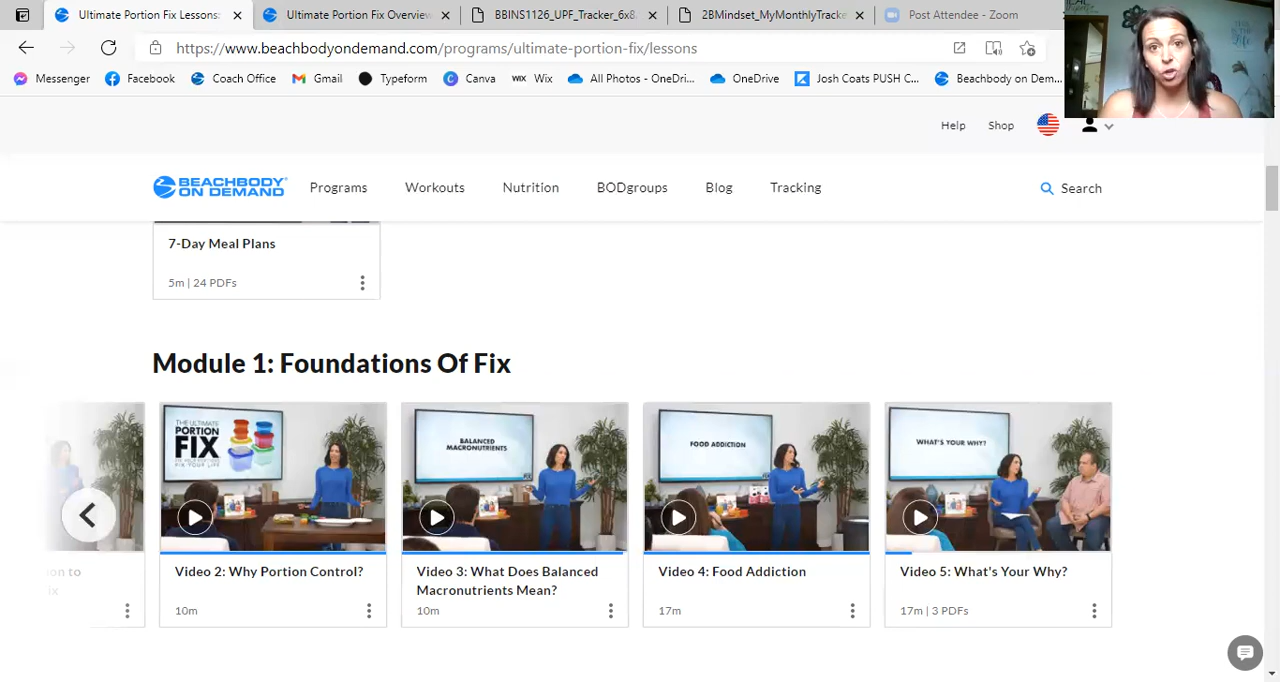 Ultimate Portion Fix Lessons:
Ultimate Portion Fix Overview
BBINS1126_UPF_Tracker_6x8
2BMindset_MyMonthlyTracke
Post Attendee - Zoom
https://www.beachbodyondemand.com/programs/ultimate-portion-fix/lessons
Messenger
Facebook
Coach Office
Gmail
Typeform
Canva
WIX Wix
All Photos - OneDri...
OneDrive
Josh Coats PUSH C...
Beachbody on Dem...
Help
Shop
BEACHBODY
ON DEMAND
Programs
Workouts
Nutrition
BODgroups
Blog
Tracking
Search
7-Day Meal Plans
5m | 24 PDFs
Module 1: Foundations Of Fix
THE ULTIMATE
PORTION
FIX
BALANCED
MACRONUTRIENTS
FOOD ADDICTION
WHAT'S YOUR WHY?
on to
ix
Video 2: Why Portion Control?
10m
Video 3: What Does Balanced
Macronutrients Mean?
10m
Video 4: Food Addiction
17m
Video 5: What's Your Why?
17m | 3 PDFs